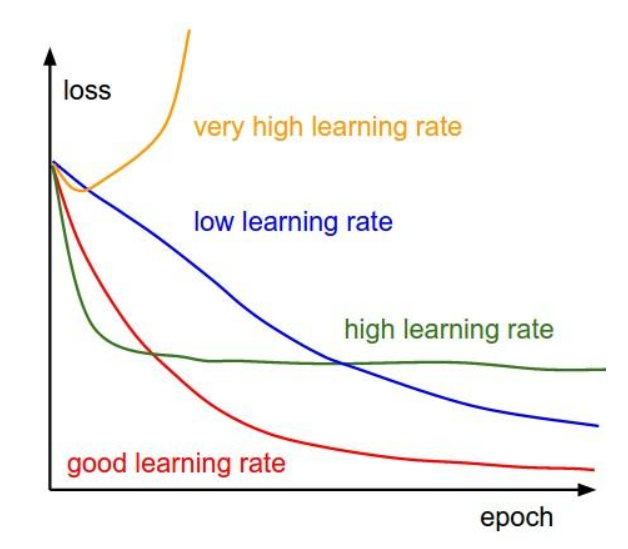 loss
very high learning rate
low learning rate
high learning rate
good learning rate
epoch